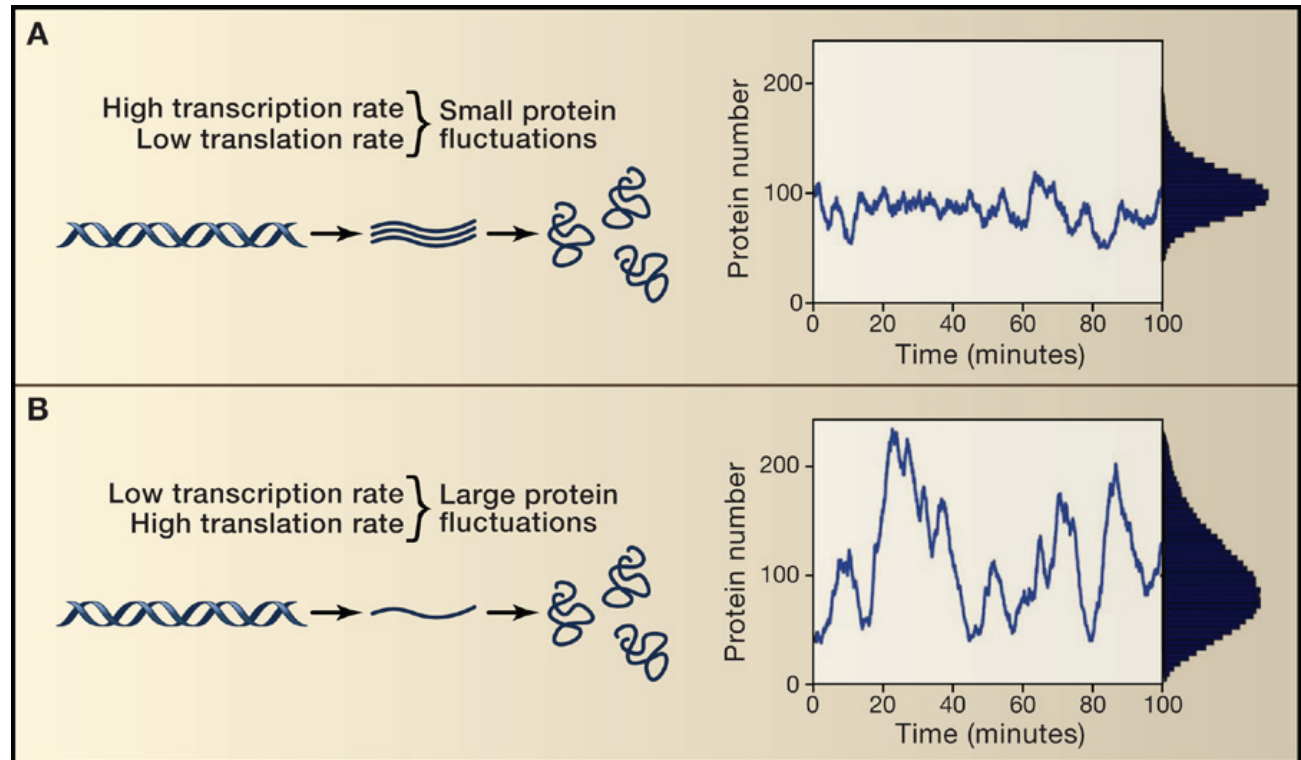 A
High transcription rate
Low translation rate
Small protein
fluctuations
Protein number
200
100
0
0 20 40 60 80 100
Time (minutes)
B
Low transcription rate
High translation rate
Large protein
fluctuations
Protein number
200
100
0
0 20 40 60 80 100
Time (minutes)